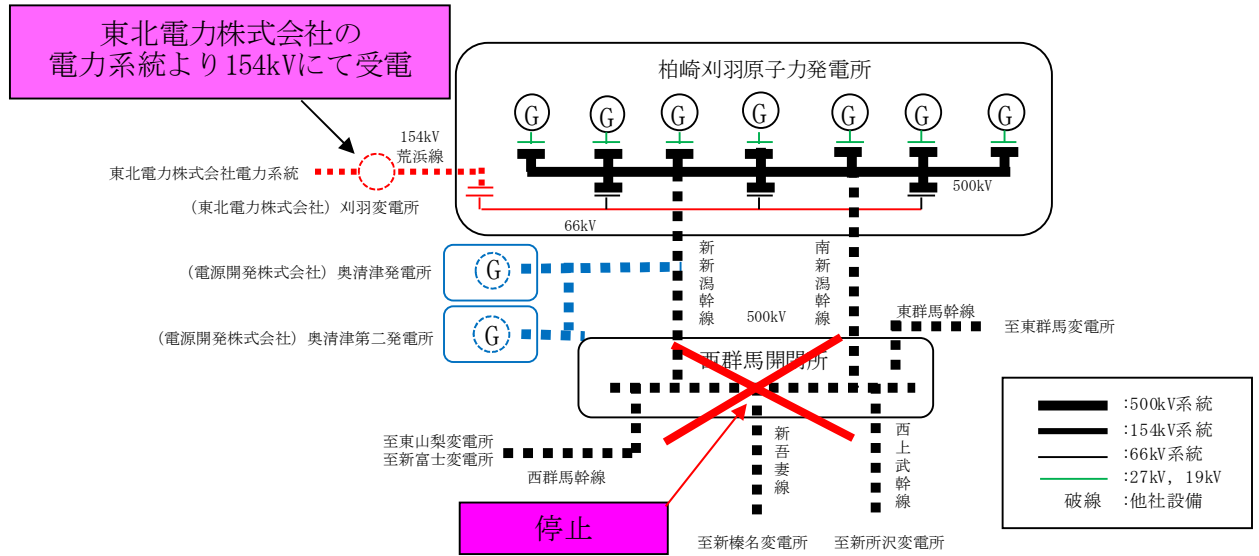 東北電力株式会社の
電力系統より154kVにて受電
柏崎刈羽原子力発電所
G G G G G G G
154kV
荒浜線
東北電力株式会社電力系統
500kV
(東北電力株式会社)刈羽変電所
66kV
新新潟幹線
南新潟幹線
G
(電源開発株式会社)奥清津発電所
500kV
東群馬幹線
至東群馬変電所
G
(電源開発株式会社)奥清津第二発電所
西群馬開閉所
:500kV系統
:154kV系統
:66kV系統
:27kV, 19kV
破線 :他社設備
至東山梨変電所
至新富士変電所
西群馬幹線
新吾妻線
西上武幹線
停止
至新榛名変電所
至新所沢変電所